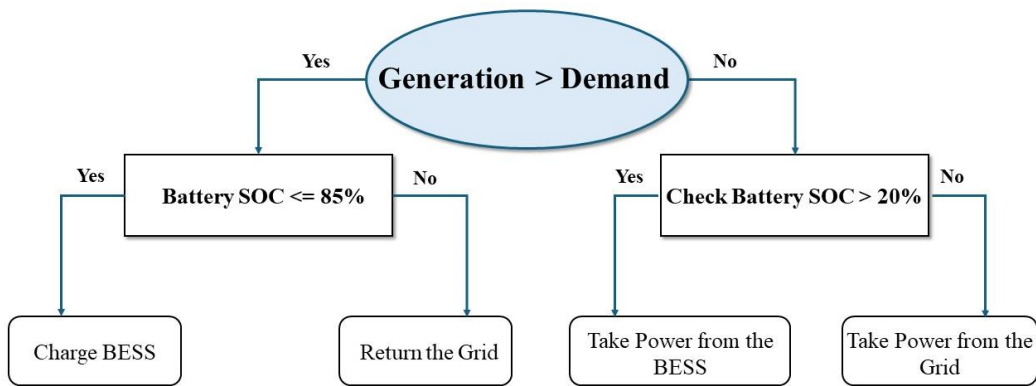 Yes
Generation > Demand
No
Yes
Battery SOC <= 85%
No
Yes
Check Battery SOC > 20%
No
Charge BESS
Return the Grid
Take Power from the
BESS
Take Power from the
Grid